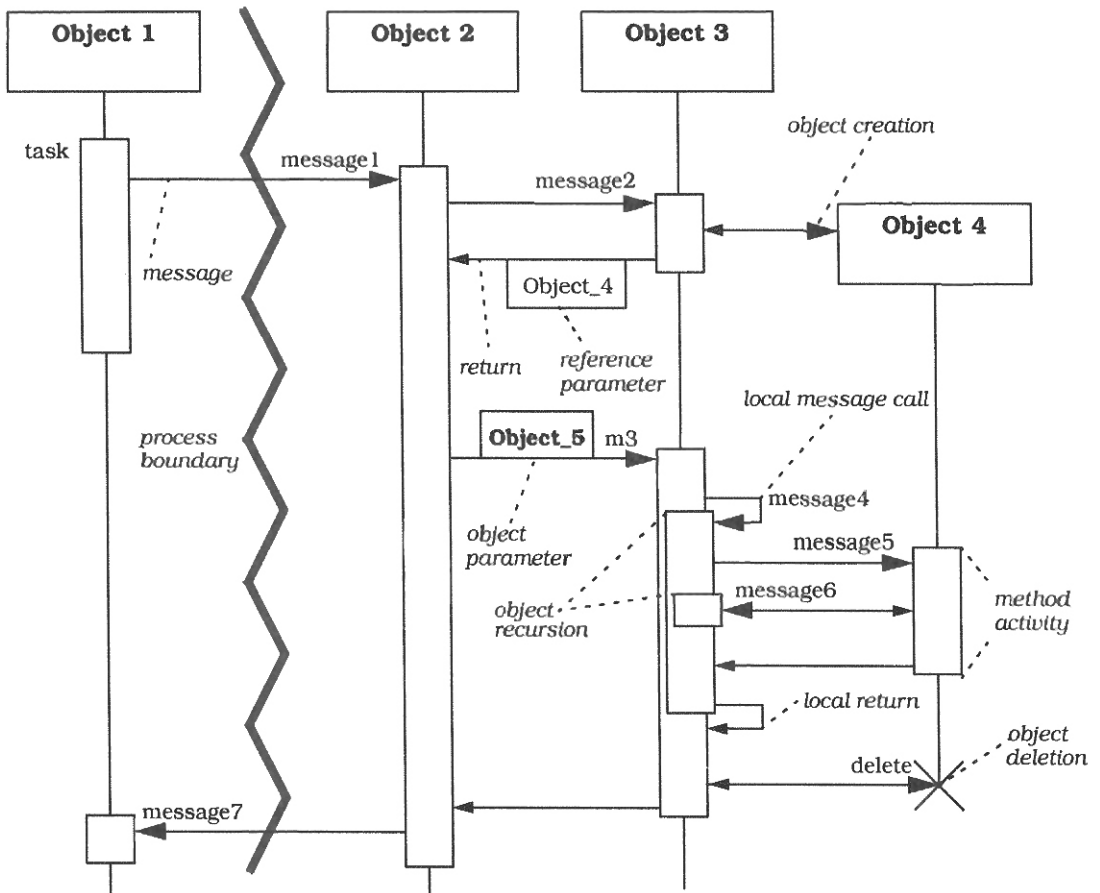 Object 1
Object 2
Object 3
object creation
task
message1
message2
Object 4
message
Object_4
return
reference
parameter
local message call
process
boundary
Object_5
m3
message4
object
parameter
message5
message6
object
recursion
method
activity
local return
object
deletion
delete
message7